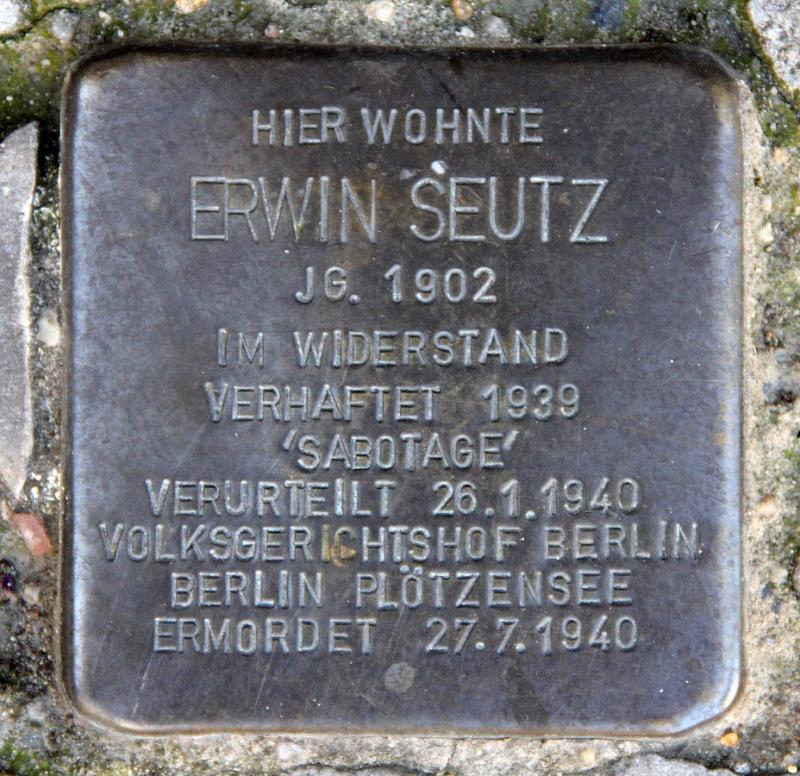 HIER WOHNTE
ERWIN SEUTZ
JG. 1902
IM WIDERSTAND
VERHAFTET 1939
'SABOTAGE'
VERURTEILT 26.1.1940
VOLKSGERICHTSHOF BERLIN
BERLIN PLÖTZENSEE
ERMORDET 27.7.1940